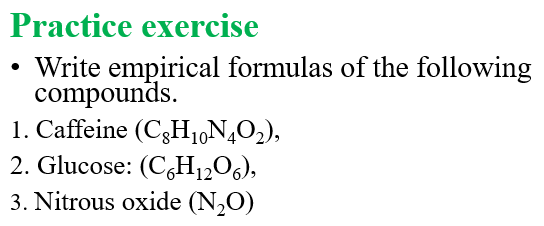 Practice exercise
• Write empirical formulas of the following
compounds.
1. Caffeine (C₈H₁₀N₄O₂),
2. Glucose: (C₆H₁₂O₆),
3. Nitrous oxide (N₂O)